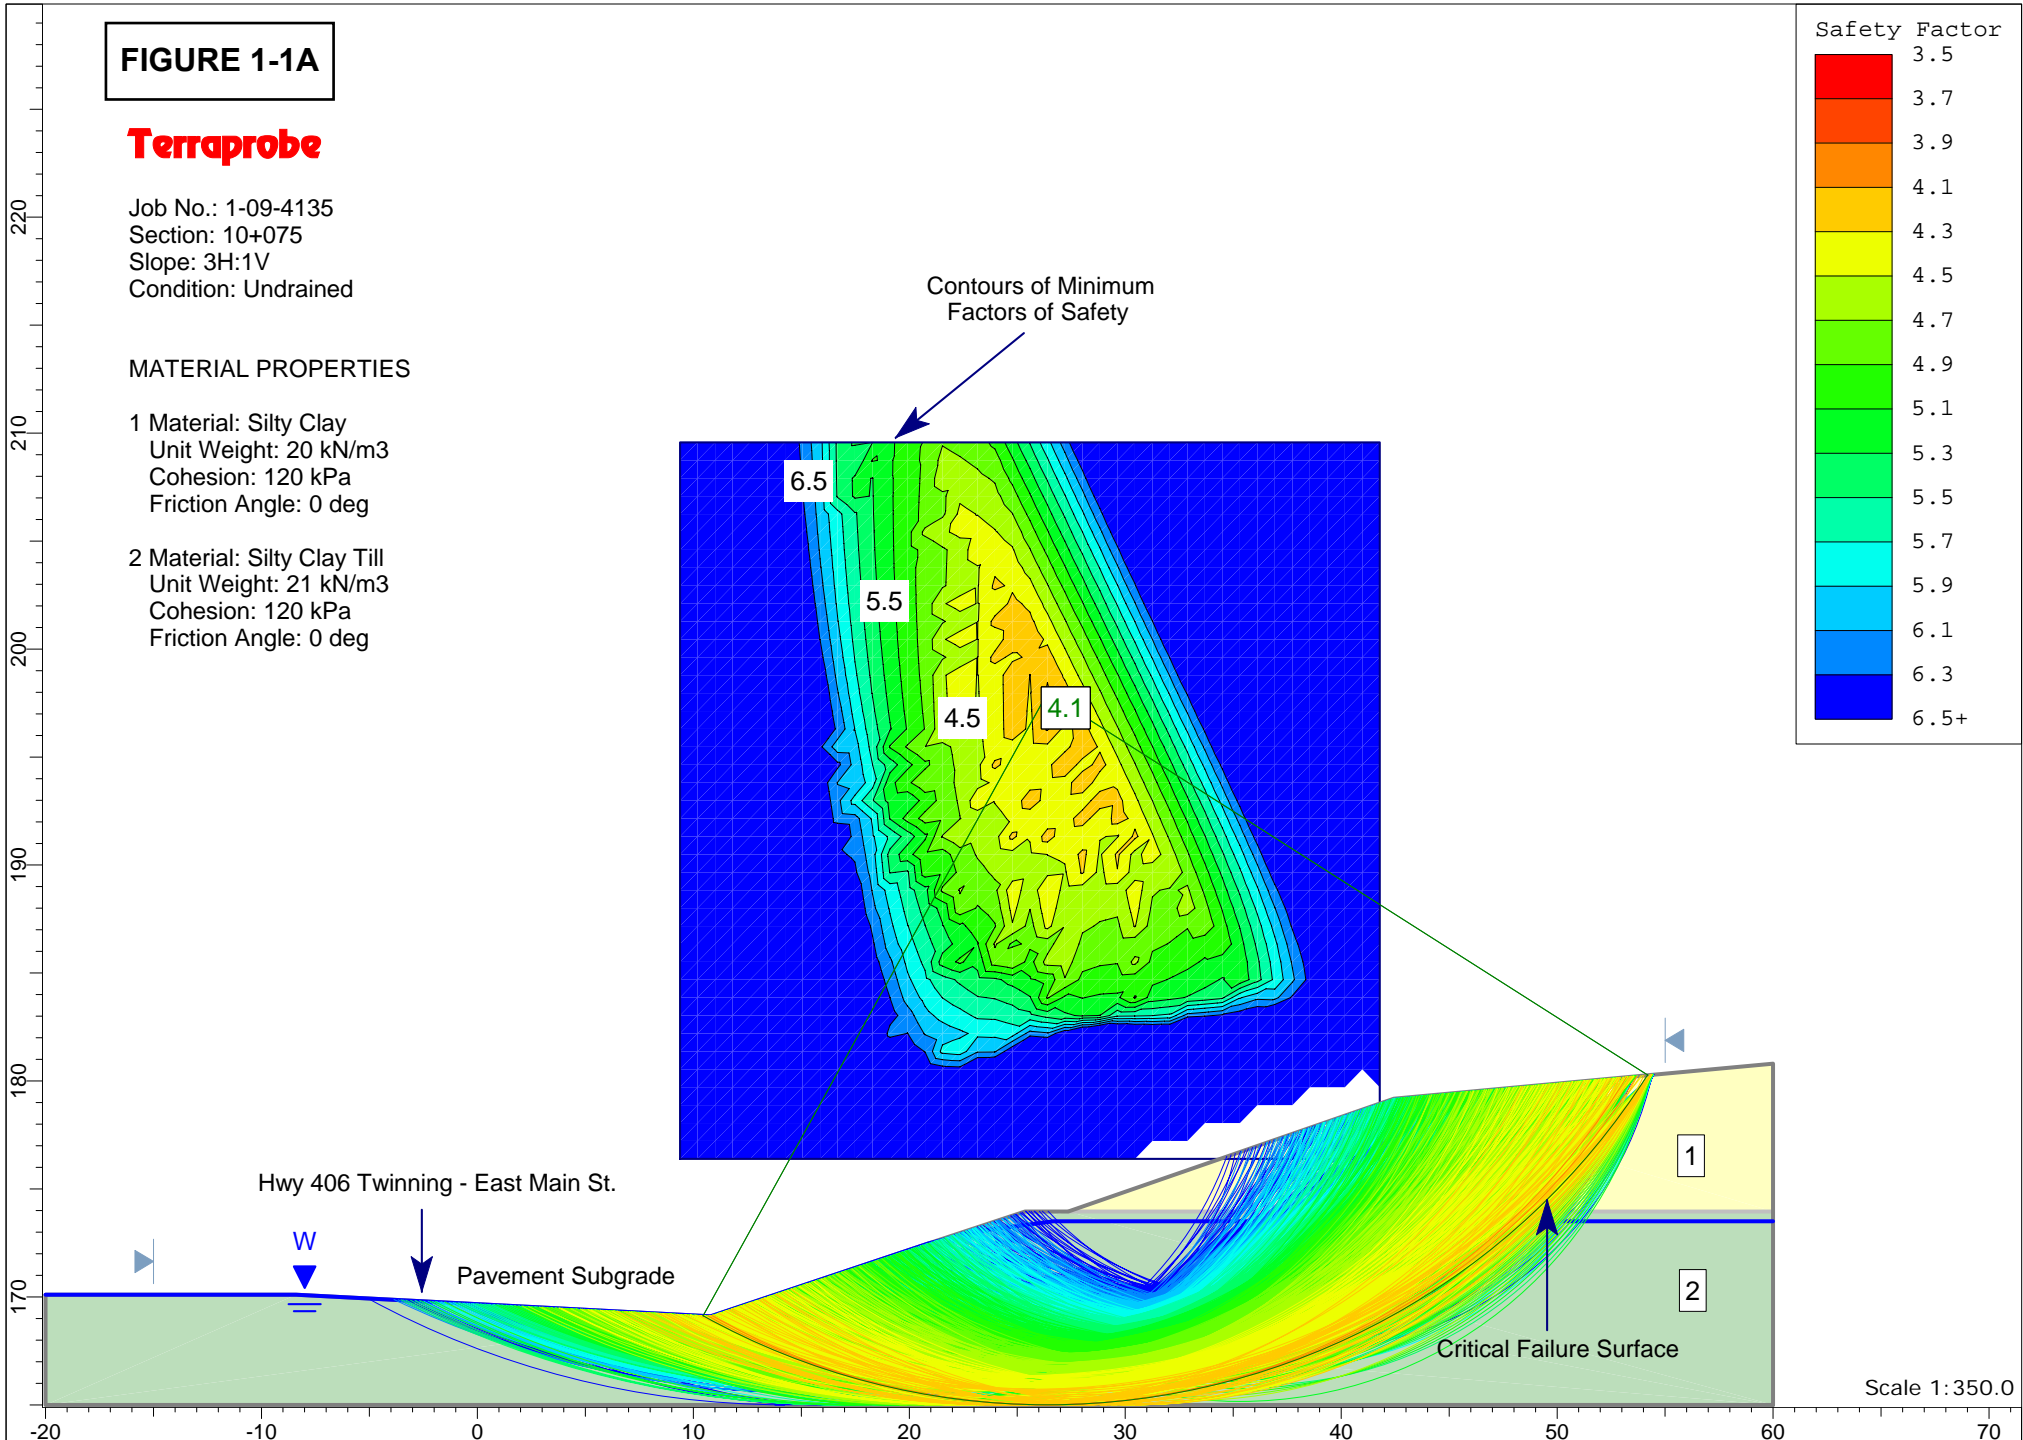 FIGURE 1-1A
Terraprobe
Job No.: 1-09-4135
Section: 10+075
Slope: 3H:1V
Condition: Undrained
MATERIAL PROPERTIES
1 Material: Silty Clay
Unit Weight: 20 kN/m3
Cohesion: 120 kPa
Friction Angle: 0 deg
2 Material: Silty Clay Till
Unit Weight: 21 kN/m3
Cohesion: 120 kPa
Friction Angle: 0 deg
Contours of Minimum
Factors of Safety
6.5
5.5
4.5
4.1
Safety Factor
3.5
3.7
3.9
4.1
4.3
4.5
4.7
4.9
5.1
5.3
5.5
5.7
5.9
6.1
6.3
6.5+
Hwy 406 Twinning - East Main St.
W
Pavement Subgrade
1
2
Critical Failure Surface
Scale 1:350.0
220
210
200
190
180
170
-20
-10
0
10
20
30
40
50
60
70